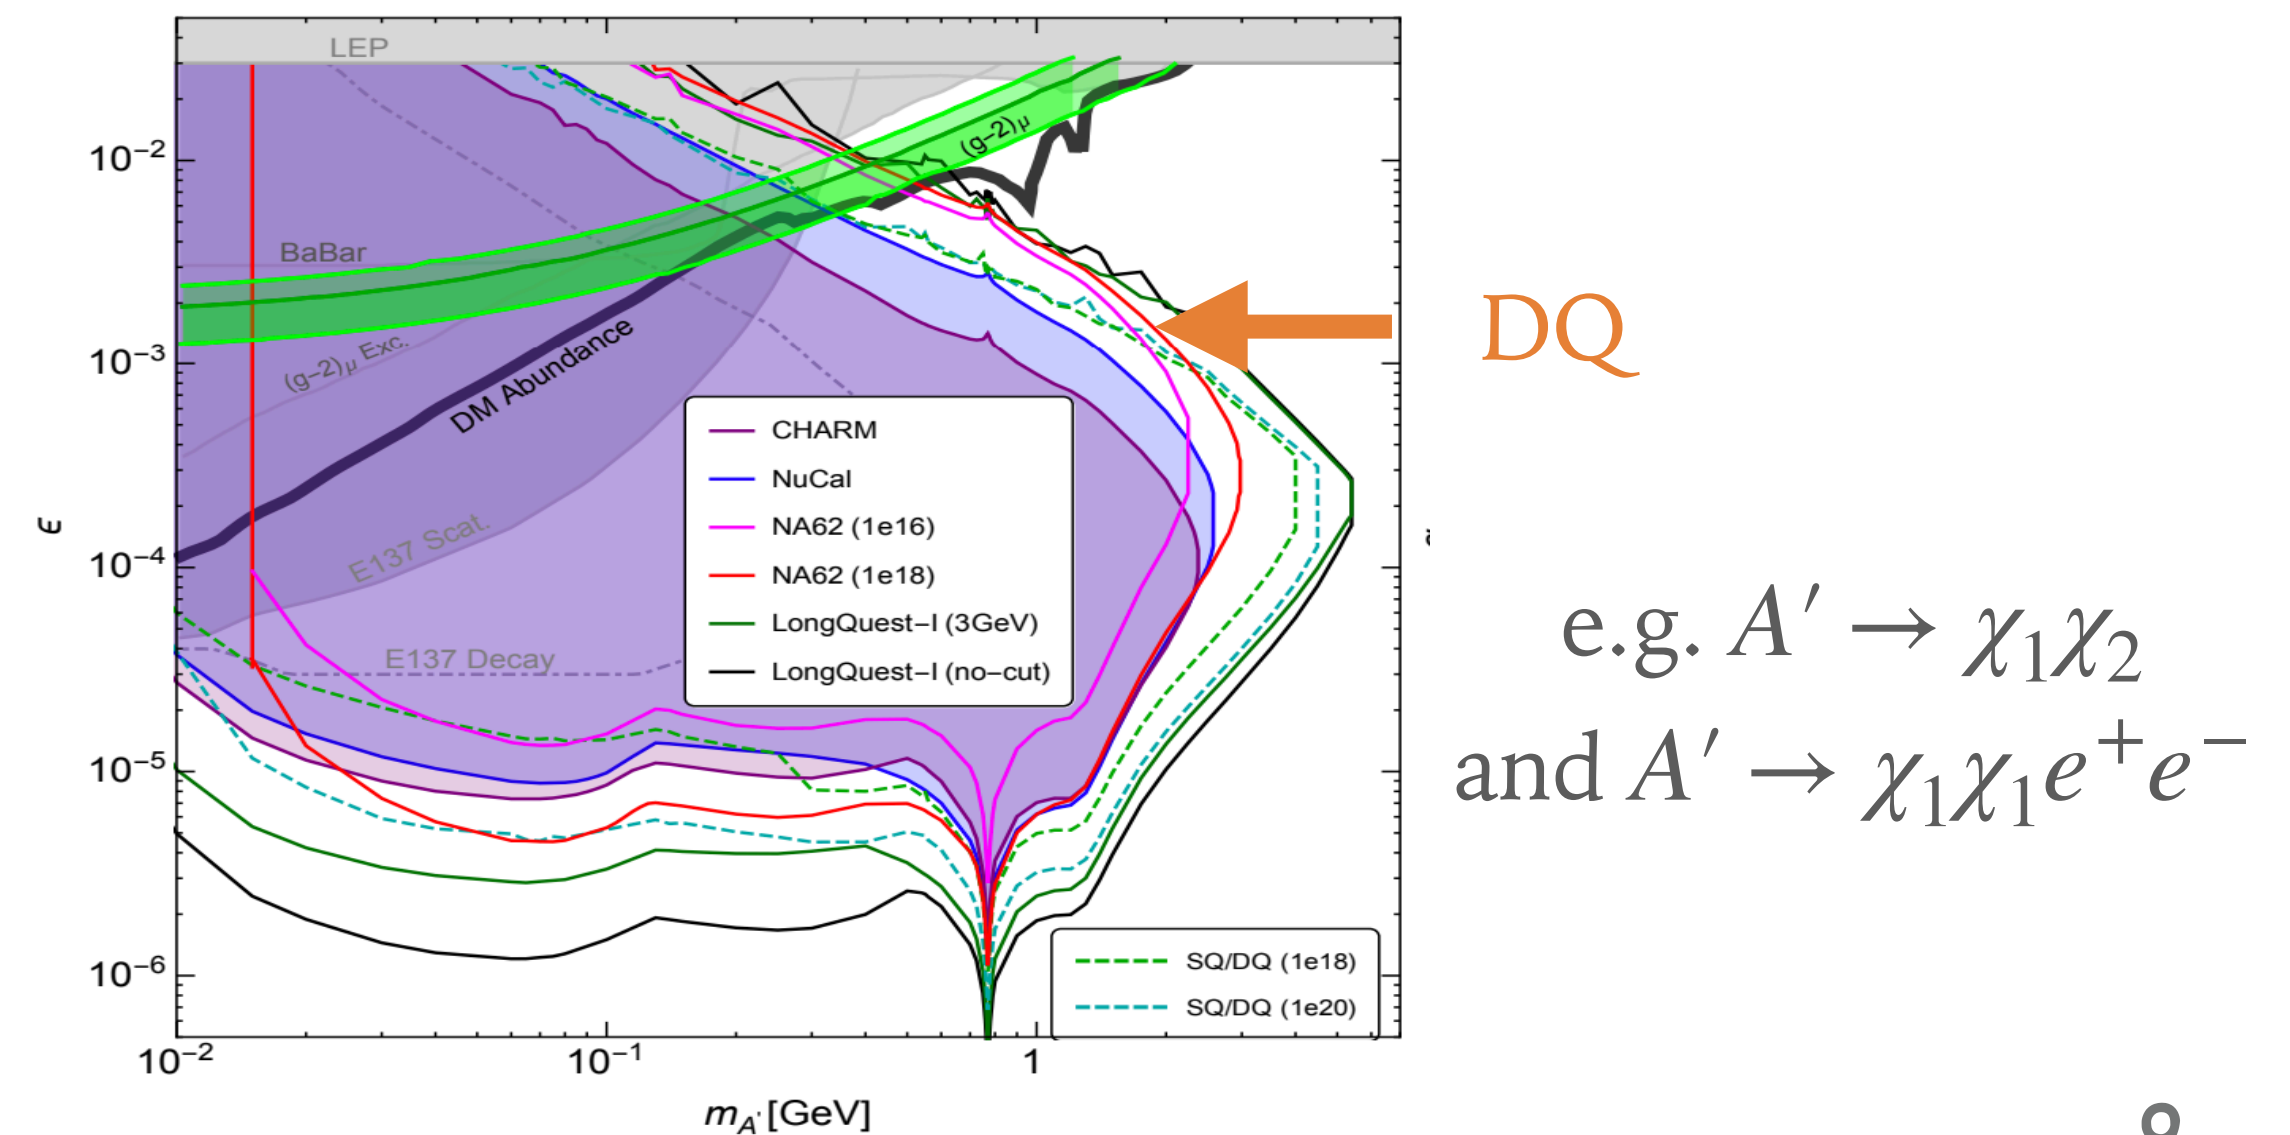 LEP
10⁻²
(g−2)μ
BaBar
DQ
10⁻³
(g−2)μ Exc.
DM Abundance
CHARM
NuCal
NA62 (1e16)
NA62 (1e18)
LongQuest−I (3GeV)
LongQuest−I (no−cut)
ϵ
E137 Scat.
10⁻⁴
e.g. A′ → χ₁χ₂
E137 Decay
10⁻⁵
and A′ → χ₁χ₁e⁺e⁻
10⁻⁶
SQ/DQ (1e18)
SQ/DQ (1e20)
10⁻² 10⁻¹ 1
m_A' [GeV]